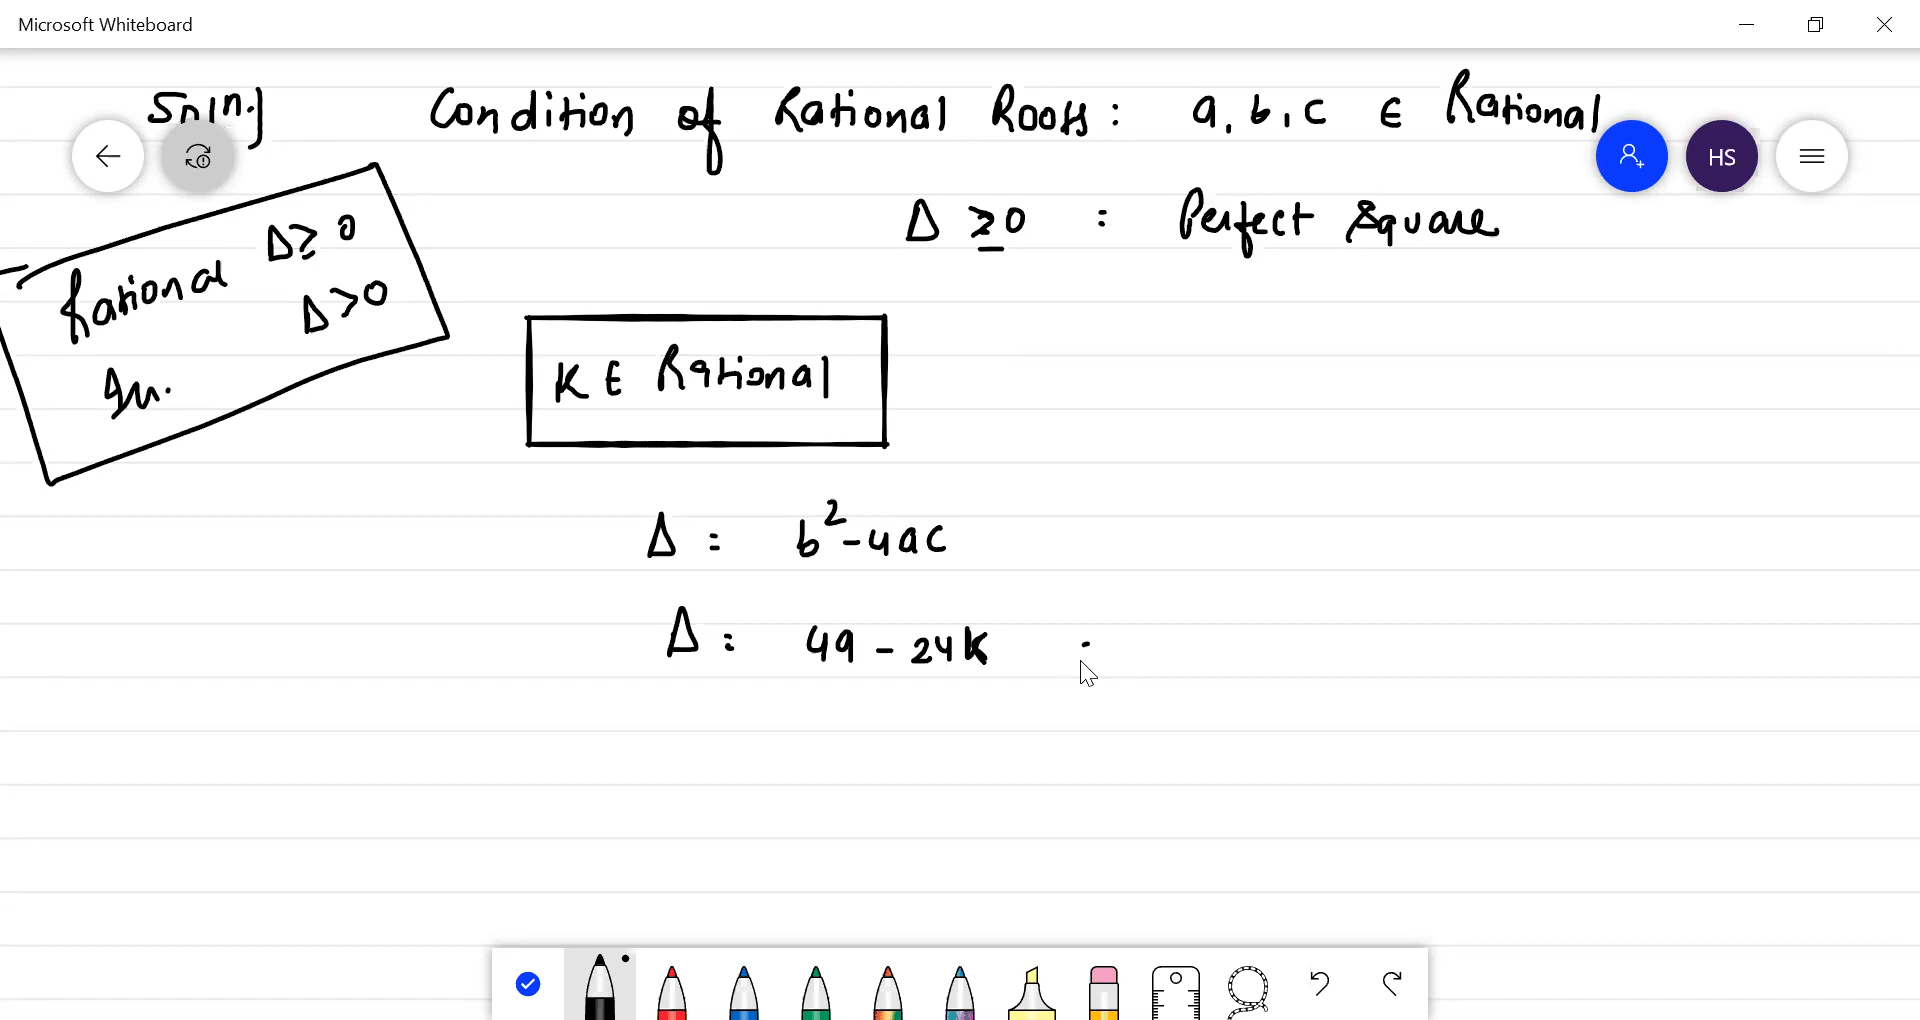 Microsoft Whiteboard
Soln.] Condition of Rational Roots : a, b, c ∈ Rational
HS
Δ ≥ 0 : Perfect Square
Rational Δ ≥ 0
Δ > 0
K ∈ Rational
Δ = b²-4ac
Δ = 49 - 24K